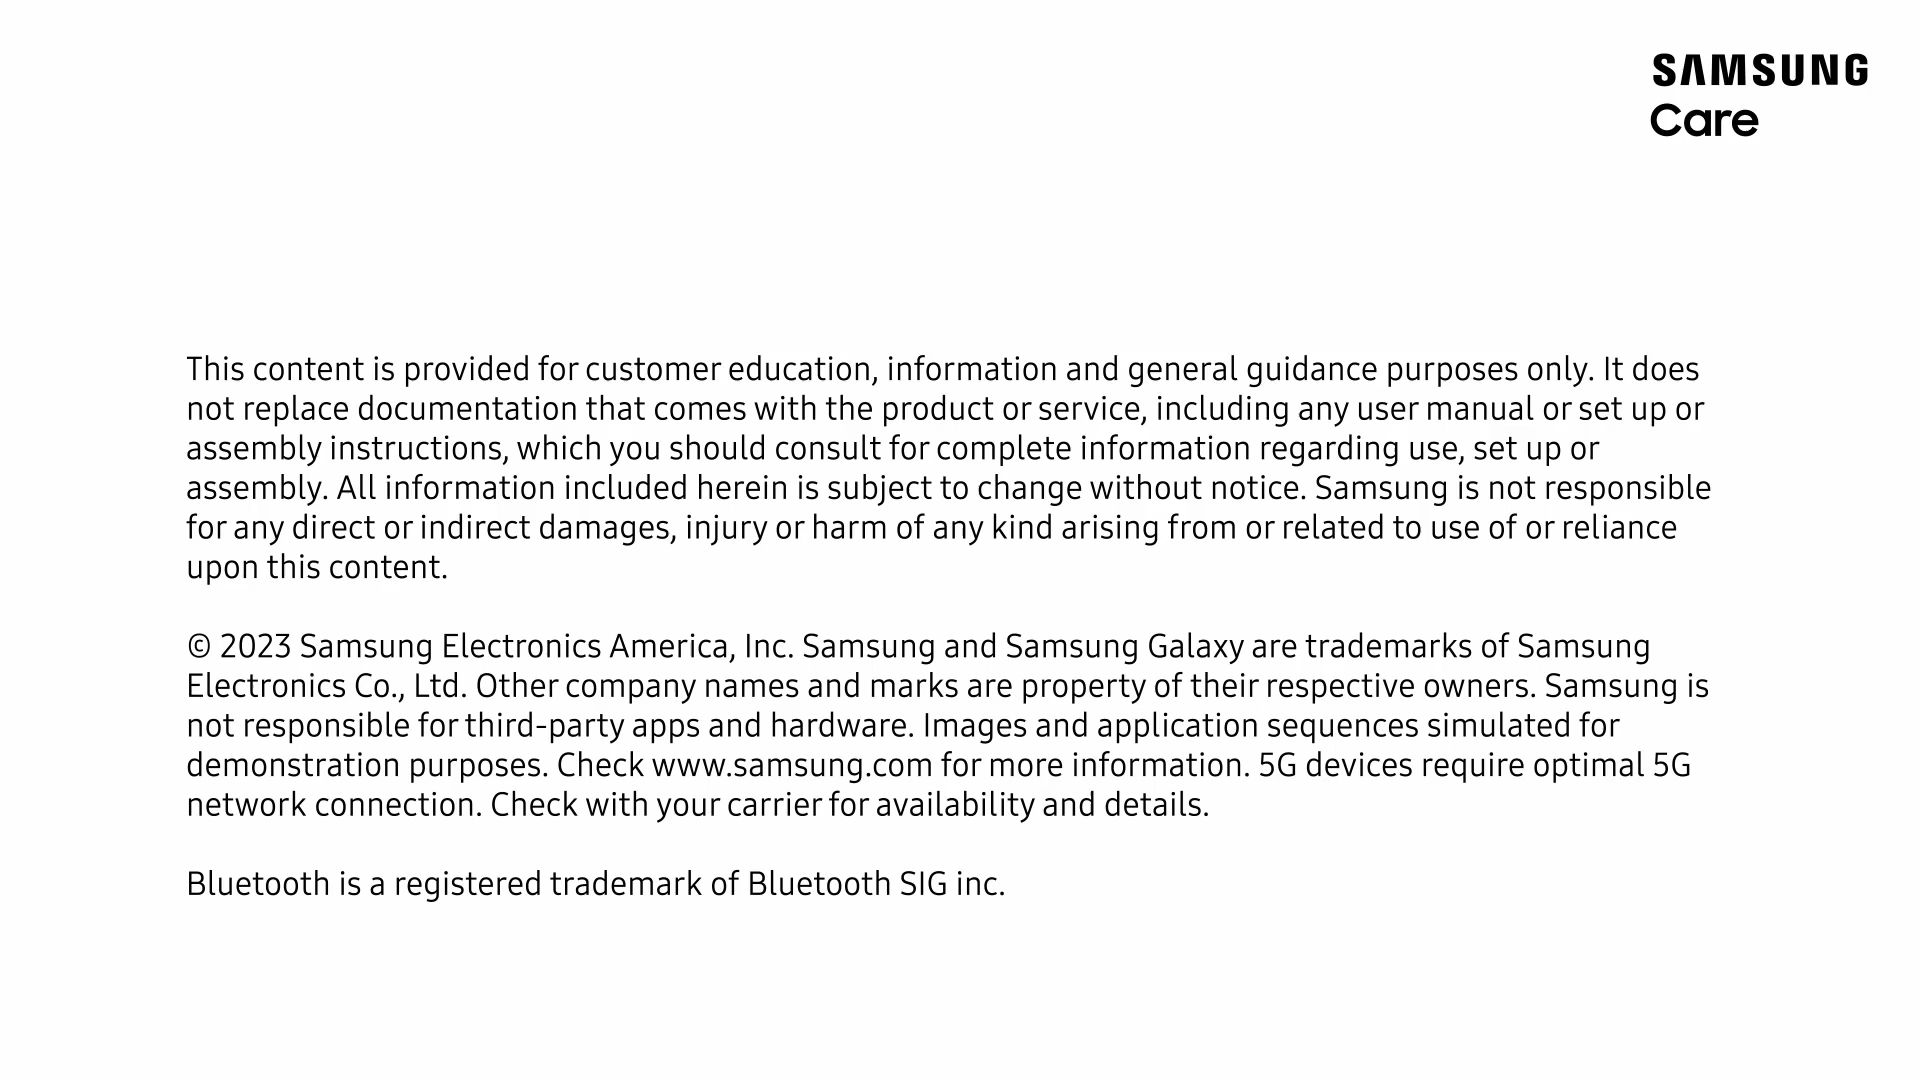 SAMSUNG
Care
This content is provided for customer education, information and general guidance purposes only. It does
not replace documentation that comes with the product or service, including any user manual or set up or
assembly instructions, which you should consult for complete information regarding use, set up or
assembly. All information included herein is subject to change without notice. Samsung is not responsible
for any direct or indirect damages, injury or harm of any kind arising from or related to use of or reliance
upon this content.
© 2023 Samsung Electronics America, Inc. Samsung and Samsung Galaxy are trademarks of Samsung
Electronics Co., Ltd. Other company names and marks are property of their respective owners. Samsung is
not responsible for third-party apps and hardware. Images and application sequences simulated for
demonstration purposes. Check www.samsung.com for more information. 5G devices require optimal 5G
network connection. Check with your carrier for availability and details.
Bluetooth is a registered trademark of Bluetooth SIG inc.